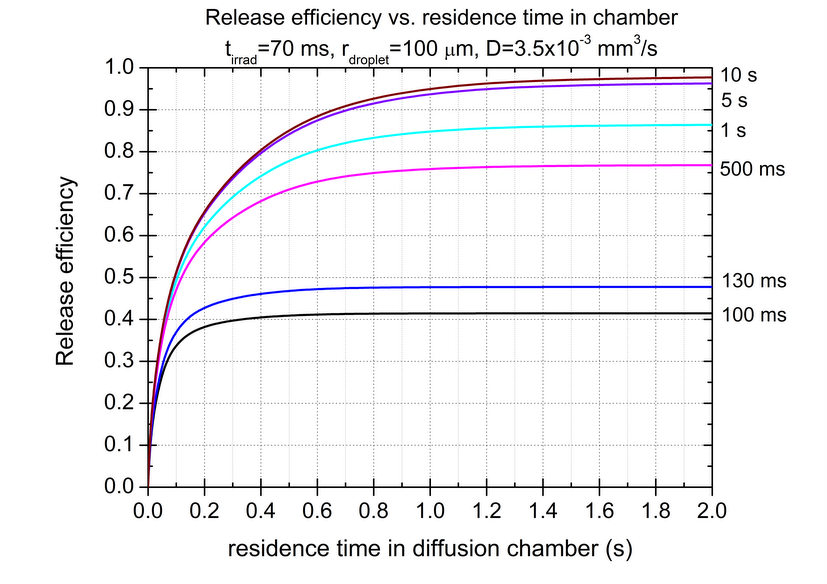 Release efficiency vs. residence time in chamber
t_irrad=70 ms, r_droplet=100 μm, D=3.5x10⁻³ mm³/s
1.0
0.9
0.8
0.7
0.6
0.5
0.4
0.3
0.2
0.1
0.0
Release efficiency
10 s
5 s
1 s
500 ms
130 ms
100 ms
0.0 0.2 0.4 0.6 0.8 1.0 1.2 1.4 1.6 1.8 2.0
residence time in diffusion chamber (s)